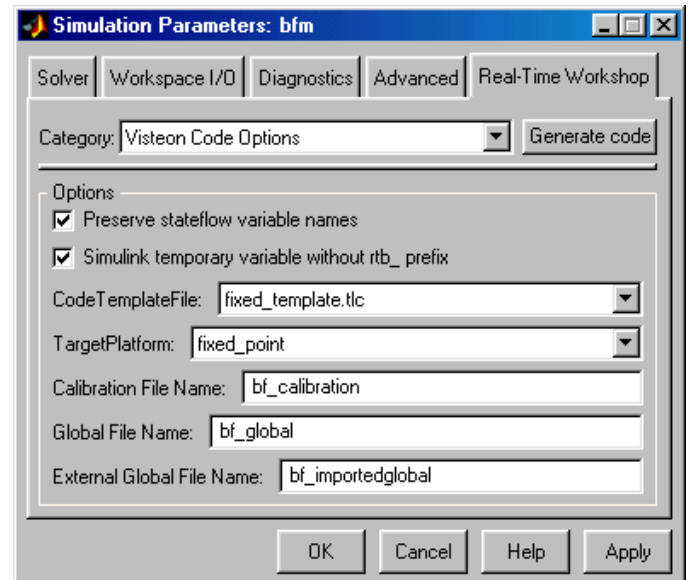 Simulation Parameters: bfm
Solver Workspace I/O Diagnostics Advanced Real-Time Workshop
Category: Visteon Code Options Generate code
Options
Preserve stateflow variable names
Simulink temporary variable without rtb_ prefix
CodeTemplateFile: fixed_template.tlc
TargetPlatform: fixed_point
Calibration File Name: bf_calibration
Global File Name: bf_global
External Global File Name: bf_importedglobal
OK Cancel Help Apply